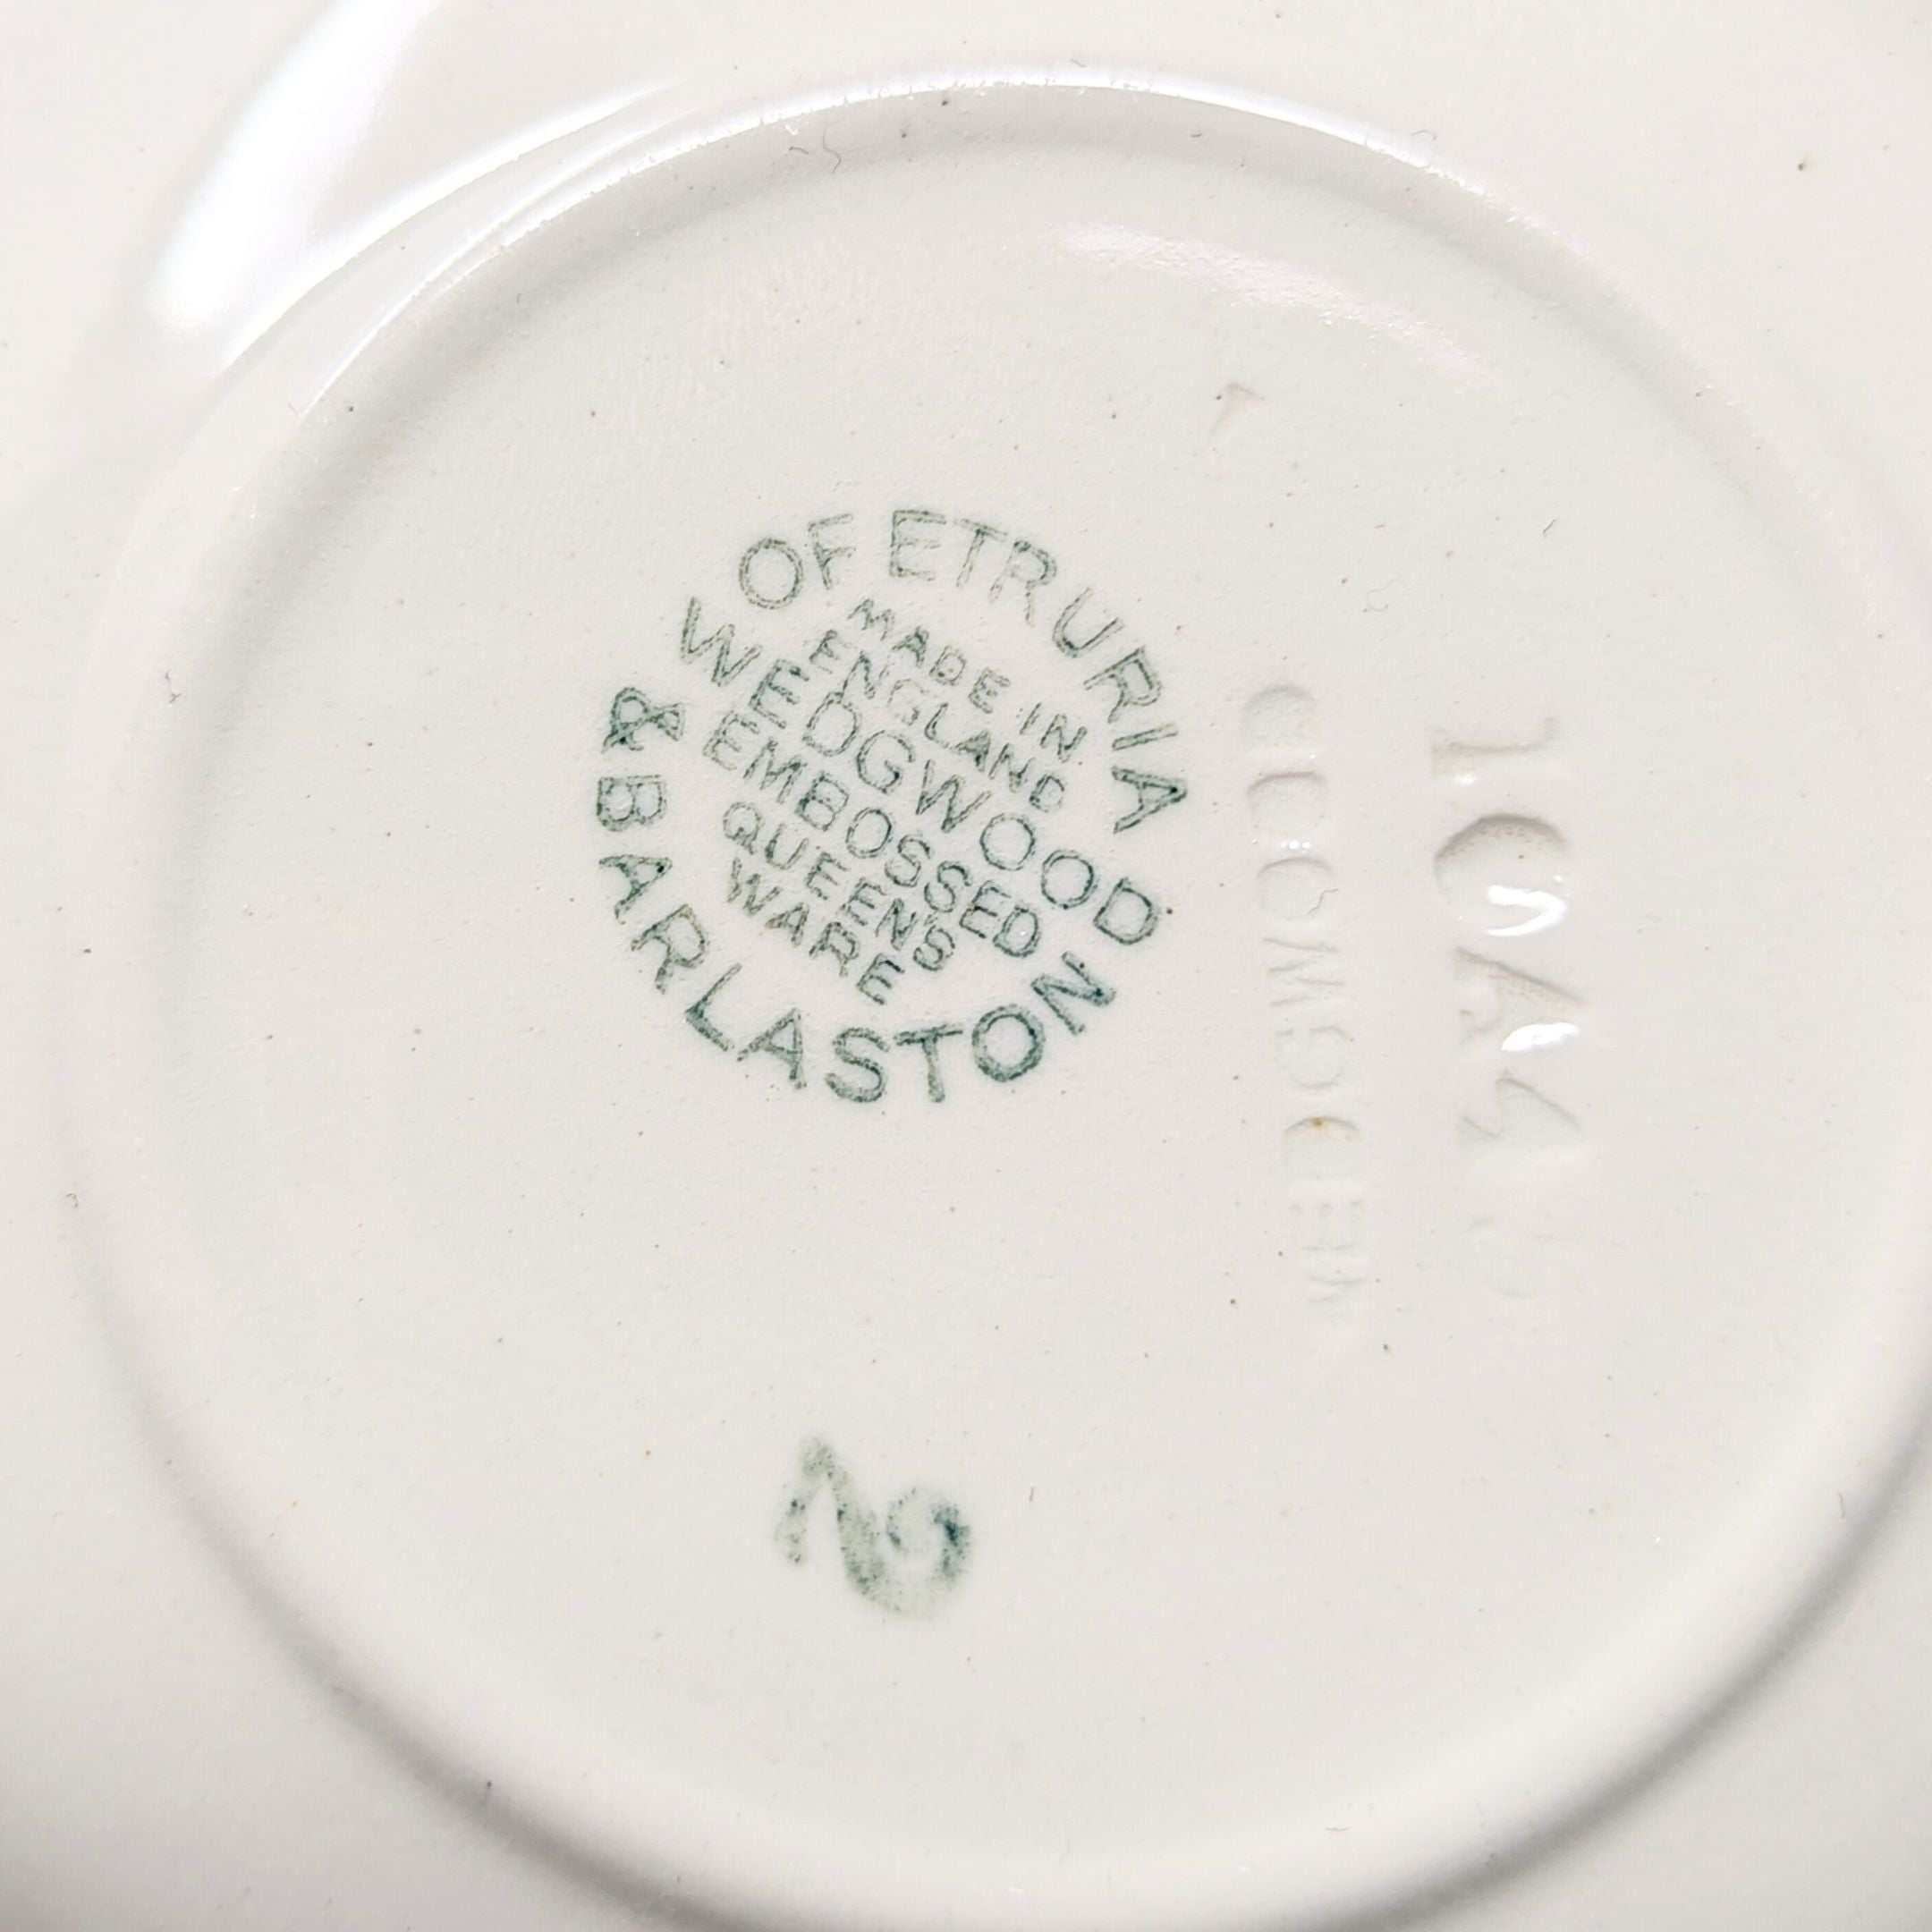 OF ETRURIA
MADE IN
ENGLAND
WEDGWOOD
EMBOSSED
QUEEN'S
WARE
& BARLASTON